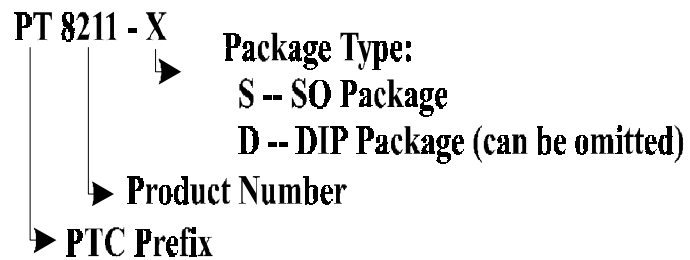 PT 8211 - X
Package Type:
S -- SO Package
D -- DIP Package (can be omitted)
Product Number
PTC Prefix